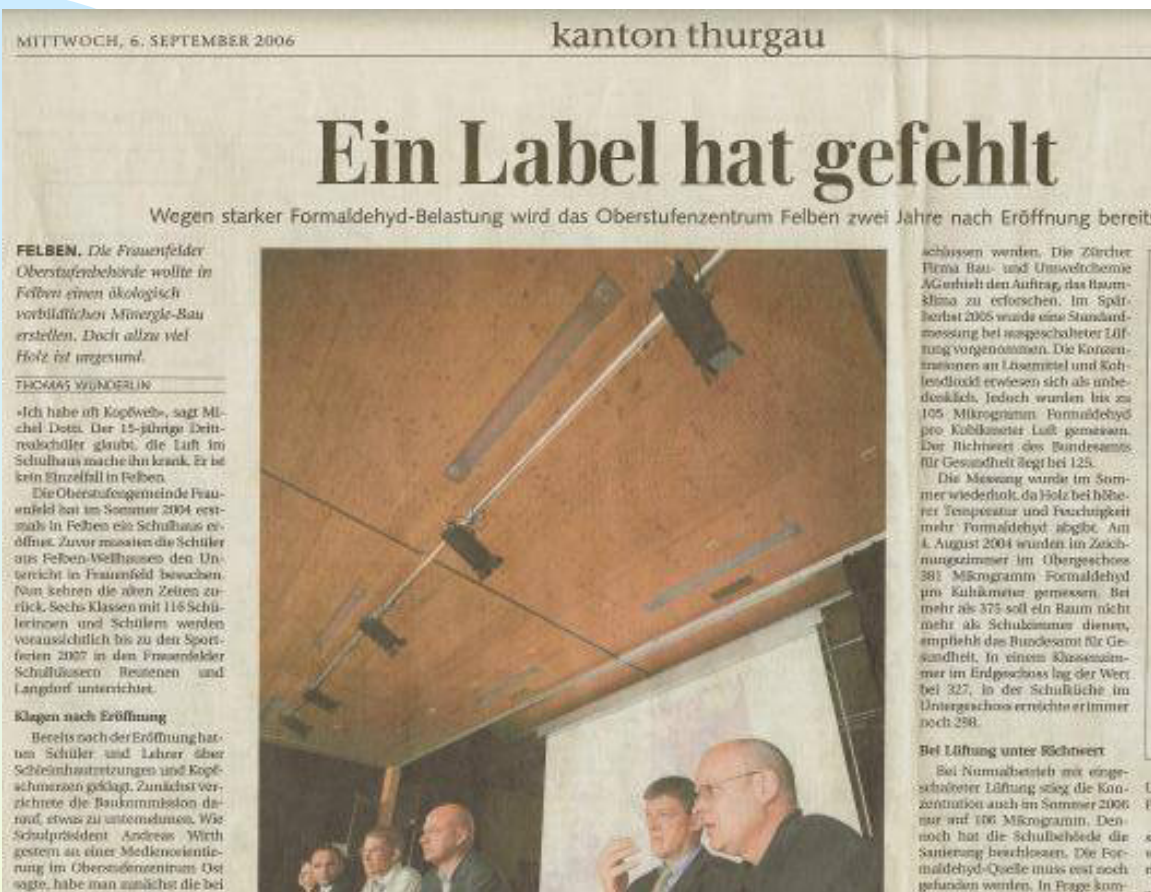 MITTWOCH, 6. SEPTEMBER 2006
kanton thurgau
Ein Label hat gefehlt
Wegen starker Formaldehyd-Belastung wird das Oberstufenzentrum Felben zwei Jahre nach Eröffnung bereits
FELBEN. Die Frauenfelder
Oberstufenbehörde wollte in
Felben einen ökologisch
vorbildlichen Minergie-Bau
erstellen. Doch allzu viel
Holz ist ungesund.
THOMAS WUNDERLIN
«Ich habe oft Kopfweh», sagt Mi-
chel Dotti. Der 15-jährige Dritt-
realschüler glaubt, die Luft im
Schulhaus mache ihn krank. Er ist
kein Einzelfall in Felben.
Die Oberstufengemeinde Frau-
enfeld hat im Sommer 2004 erst-
mals in Felben ein Schulhaus er-
öffnet. Zuvor mussten die Schüler
aus Felben-Wellhausen den Un-
terricht in Frauenfeld besuchen.
Nun kehren die alten Zeiten zu-
rück. Sechs Klassen mit 116 Schü-
lerinnen und Schülern werden
voraussichtlich bis zu den Sport-
ferien 2007 in den Frauenfelder
Schulhäusern Reutenen und
Langdorf unterrichtet.
Klagen nach Eröffnung
Bereits nach der Eröffnung hat-
ten Schüler und Lehrer über
Schleimhautreizungen und Kopf-
schmerzen geklagt. Zunächst ver-
zichtete die Baukommission da-
rauf, etwas zu unternehmen. Wie
Schulpräsident Andreas Wirth
gestern an einer Medienorientie-
rung im Oberstufenzentrum Ost
sagte, habe man zunächst die bei
schlossen werden. Die Zürcher
Firma Bau- und Umweltchemie
AG erhielt den Auftrag, das Raum-
klima zu erforschen. Im Spät-
herbst 2005 wurde eine Standard-
messung bei ausgeschalteter Lüf-
tung vorgenommen. Die Konzen-
trationen an Lösemittel und Koh-
lendioxid erwiesen sich als unbe-
denklich. Jedoch wurden bis zu
105 Mikrogramm Formaldehyd
pro Kubikmeter Luft gemessen.
Der Richtwert des Bundesamts
für Gesundheit liegt bei 125.
Die Messung wurde im Som-
mer wiederholt, da Holz bei höhe-
rer Temperatur und Feuchtigkeit
mehr Formaldehyd abgibt. Am
4. August 2004 wurden im Zeich-
nungszimmer im Obergeschoss
381 Mikrogramm Formaldehyd
pro Kubikmeter gemessen. Bei
mehr als 375 soll ein Raum nicht
mehr als Schulzimmer dienen,
empfiehlt das Bundesamt für Ge-
sundheit. In einem Klassenzim-
mer im Erdgeschoss lag der Wert
bei 327, in der Schulküche im
Untergeschoss erreichte er immer
noch 298.
Bei Lüftung unter Richtwert
Bei Normalbetrieb mit einge-
schalteter Lüftung stieg die Kon-
zentration auch im Sommer 2006
nur auf 106 Mikrogramm. Den-
noch hat die Schulbehörde die
Sanierung beschlossen. Die For-
maldehyd-Quelle muss erst noch
gefunden werden. In Frage kom-